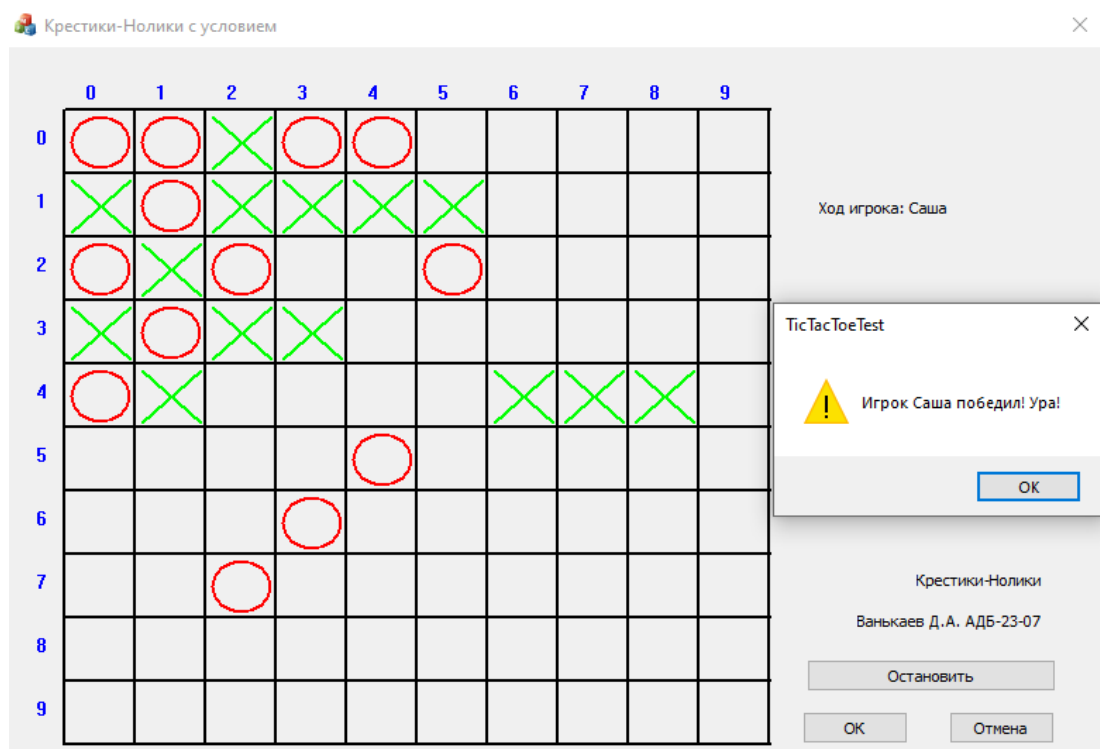 Крестики-Нолики с условием
0 1 2 3 4 5 6 7 8 9
0
1
Ход игрока: Саша
2
3
TicTacToeTest
4
Игрок Саша победил! Ура!
5
OK
6
7
Крестики-Нолики
Ванькаев Д.А. АДБ-23-07
8
Остановить
9
OK
Отмена